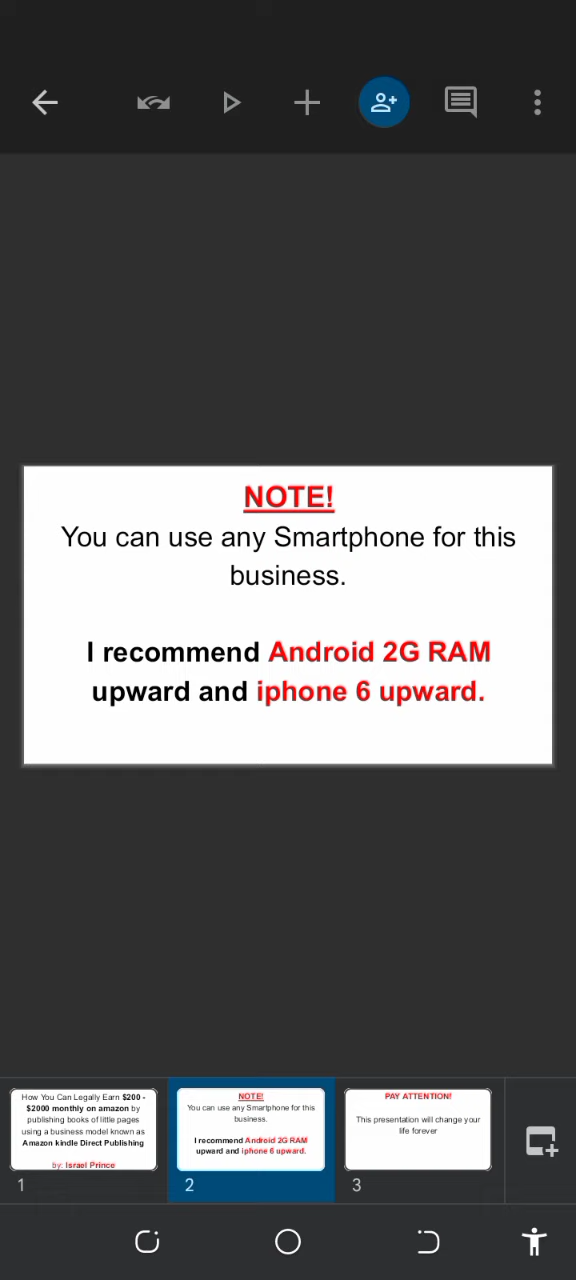 NOTE!
You can use any Smartphone for this
business.
I recommend Android 2G RAM
upward and iphone 6 upward.
How You Can Legally Earn $200 -
$2000 monthly on amazon by
publishing books of little pages
using a business model known as
Amazon kindle Direct Publishing
by: Israel Prince
1
NOTE!
You can use any Smartphone for this
business.
I recommend Android 2G RAM
upward and iphone 6 upward.
2
PAY ATTENTION!
This presentation will change your
life forever
3